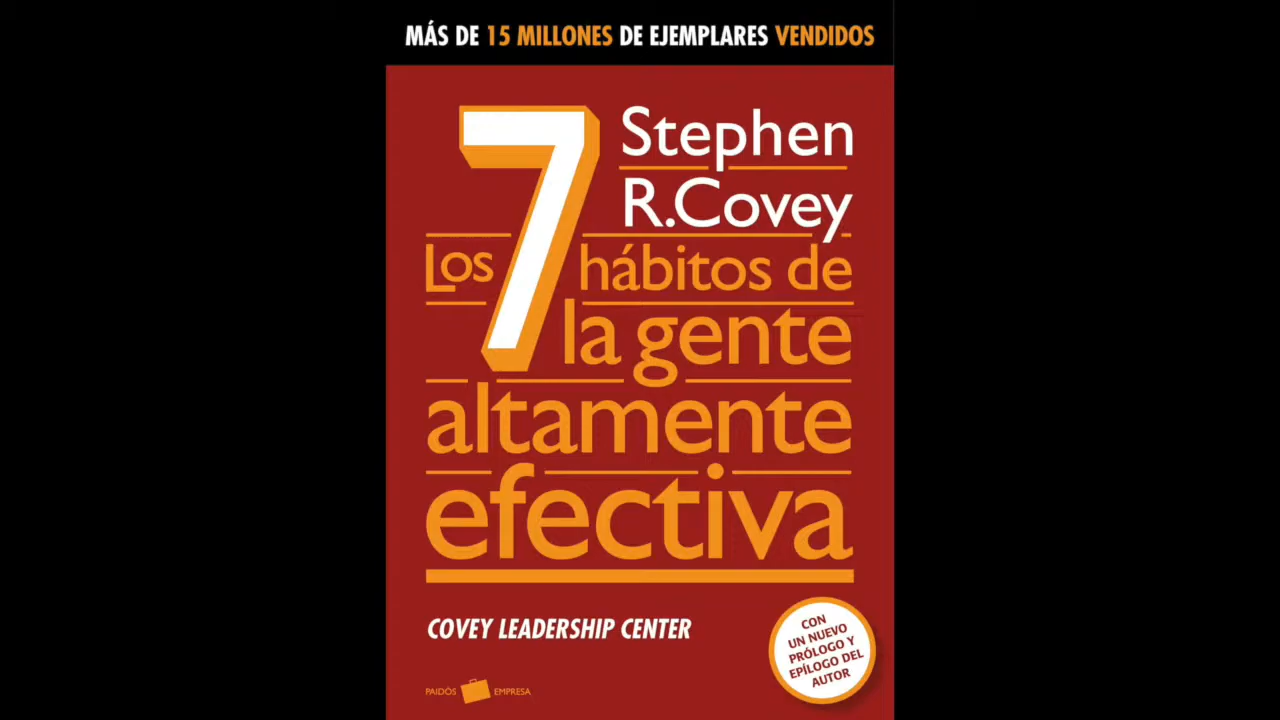 MÁS DE 15 MILLONES DE EJEMPLARES VENDIDOS
Stephen
R.Covey
Los 7 hábitos de
la gente
altamente
efectiva
COVEY LEADERSHIP CENTER
CON
UN NUEVO
PRÓLOGO Y
EPÍLOGO DEL
AUTOR
PAIDÓS EMPRESA